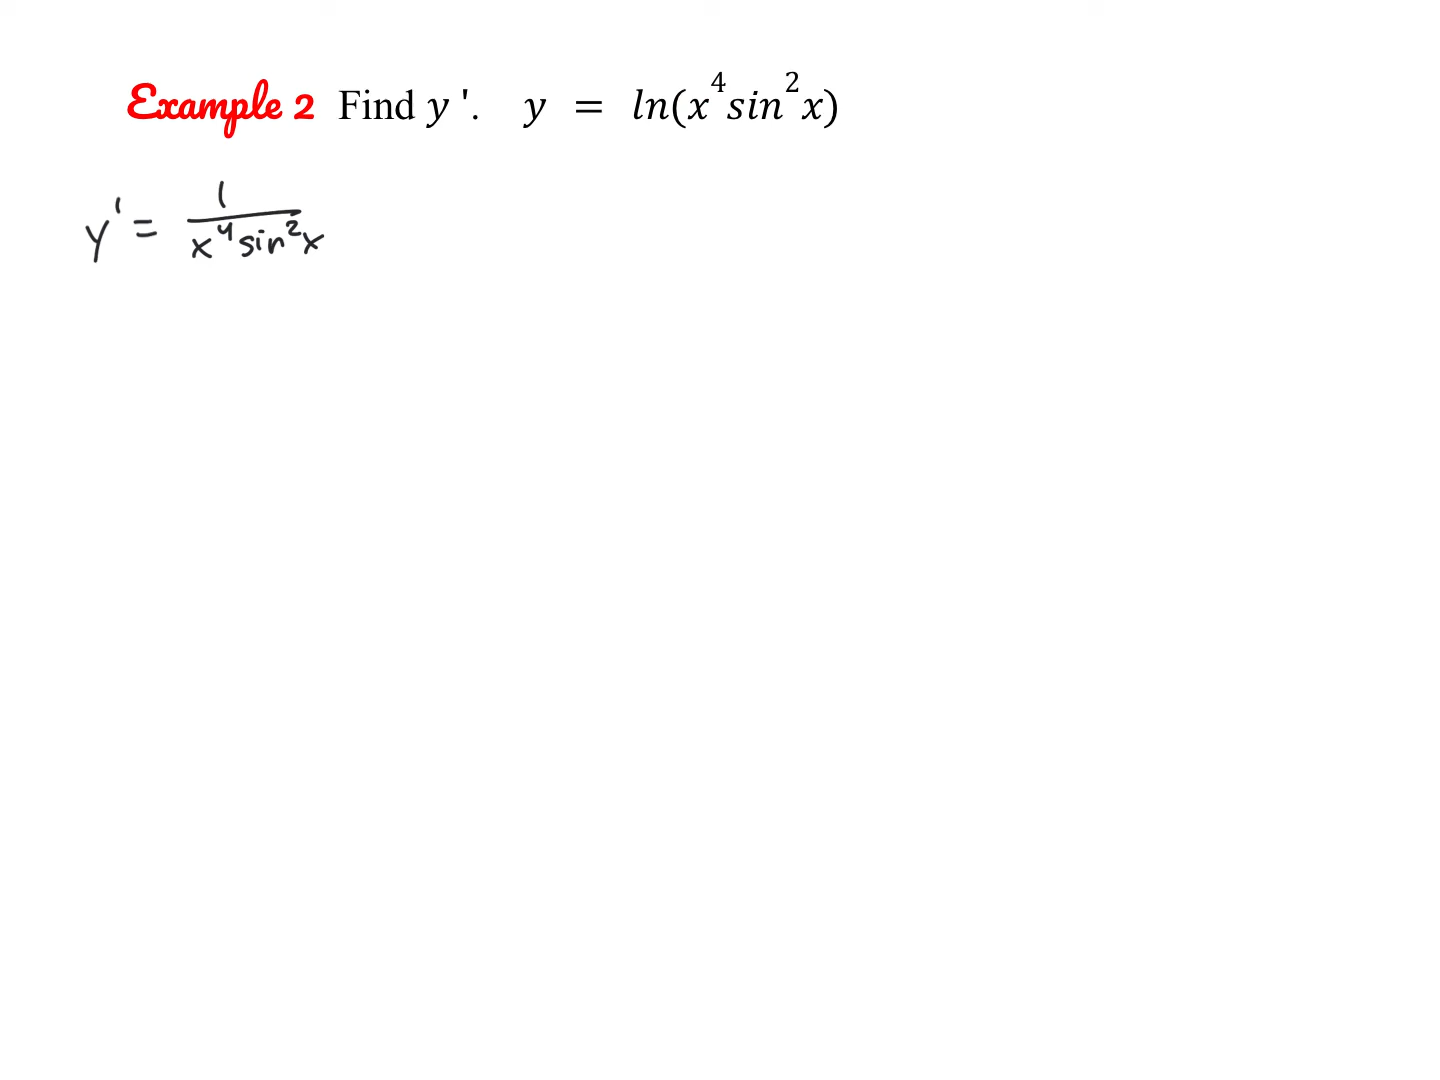 Example 2 Find y '. y = ln(x⁴sin²x)
y' = 1/(x⁴sin²x)